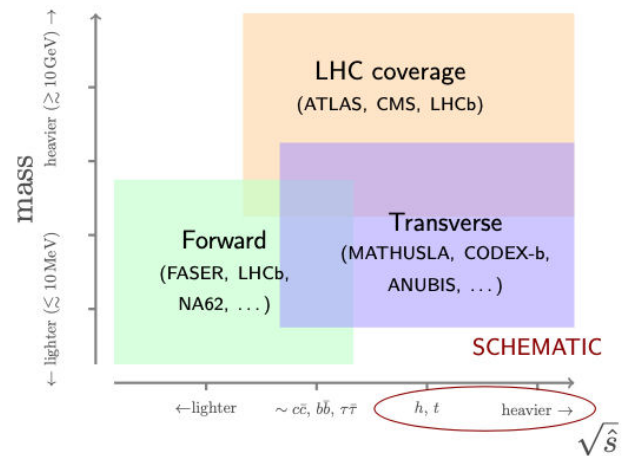 LHC coverage
(ATLAS, CMS, LHCb)
Forward
(FASER, LHCb,
NA62, ...)
Transverse
(MATHUSLA, CODEX-b,
ANUBIS, ...)
SCHEMATIC
mass
heavier (≳ 10 GeV) →
← lighter (≲ 10 MeV)
←lighter
∼ cc̄, bb̄, ττ̄
h, t
heavier →
√ŝ